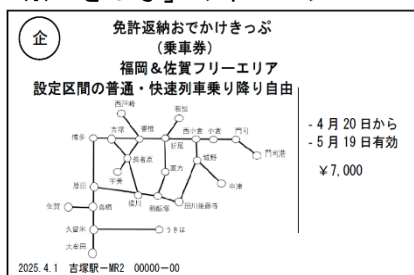 企
免許返納おでかけきっぷ
(乗車券)
福岡&佐賀フリーエリア
設定区間の普通・快速列車乗り降り自由
西戸崎
若松
博多
吉塚
香椎
折尾
西小倉
小倉
門司
門司港
長者原
宇美
直方
城野
中津
原田
桂川
新飯塚
田川後藤寺
佐賀
鳥栖
久留米
うきは
大牟田
- 4月20日から
- 5月19日有効
￥7,000
2025.4.1 吉塚駅-MR2 00000-00